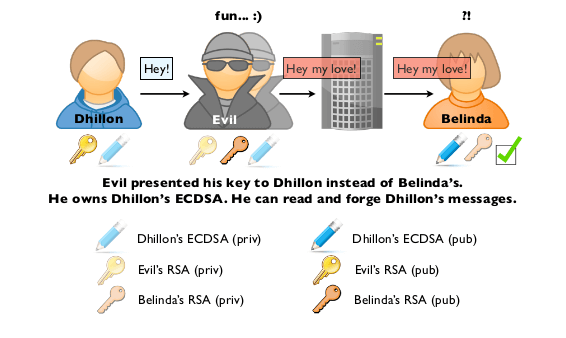 fun... :)
?!
Hey!
Hey my love!
Hey my love!
Dhillon
Evil
Belinda
Evil presented his key to Dhillon instead of Belinda's.
He owns Dhillon's ECDSA. He can read and forge Dhillon's messages.
Dhillon's ECDSA (priv)
Dhillon's ECDSA (pub)
Evil's RSA (priv)
Evil's RSA (pub)
Belinda's RSA (priv)
Belinda's RSA (pub)